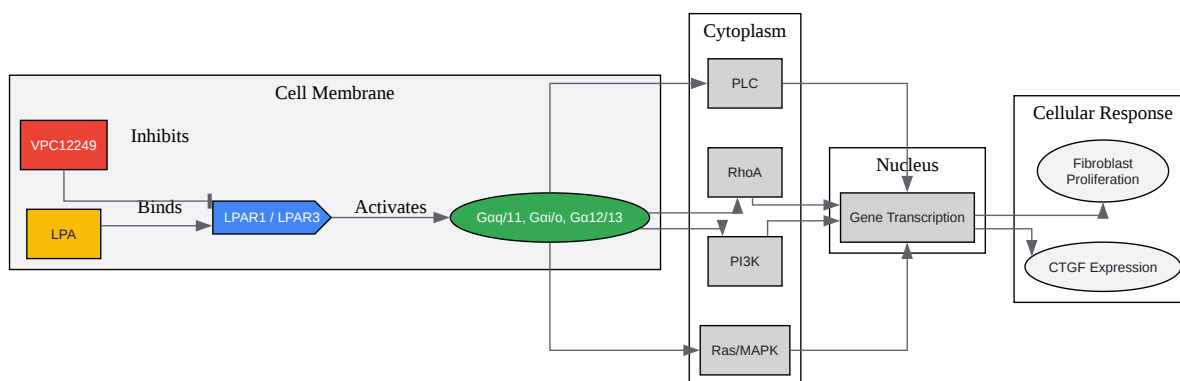 Cell Membrane
VPC12249
Inhibits
LPA
Binds
LPAR1 / LPAR3
Activates
Gαq/11, Gαi/o, Gα12/13
Cytoplasm
PLC
RhoA
PI3K
Ras/MAPK
Nucleus
Gene Transcription
Cellular Response
Fibroblast
Proliferation
CTGF Expression